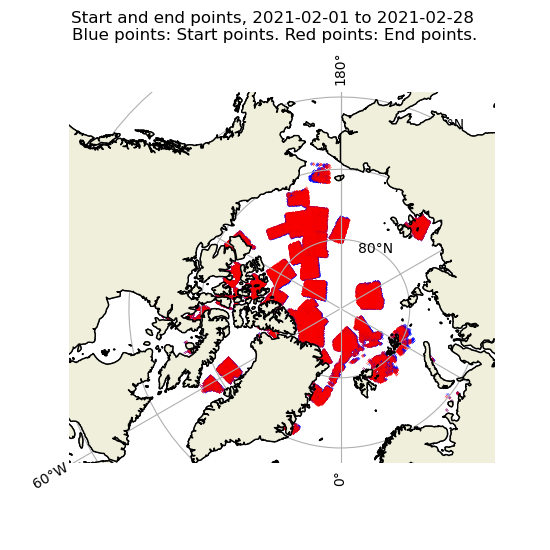 Start and end points, 2021-02-01 to 2021-02-28
Blue points: Start points. Red points: End points.
180°
80°N
60°W
0°